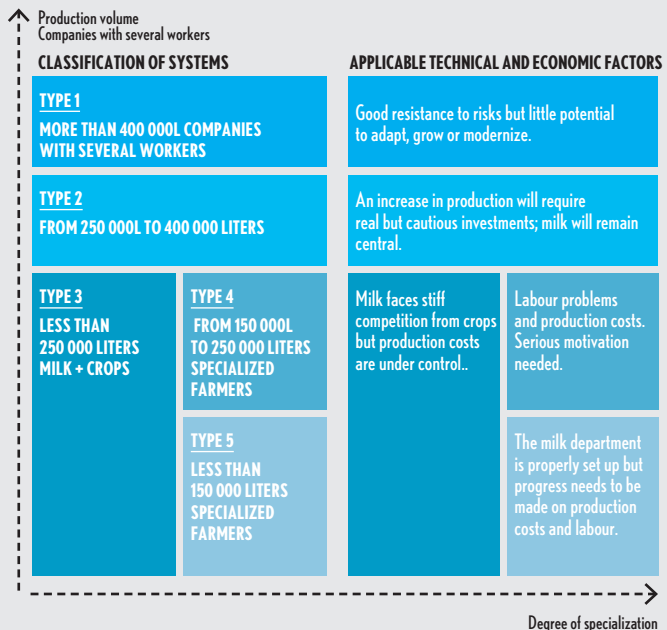 Production volume
Companies with several workers
CLASSIFICATION OF SYSTEMS
TYPE 1
MORE THAN 400 000L COMPANIES
WITH SEVERAL WORKERS
TYPE 2
FROM 250 000L TO 400 000 LITERS
TYPE 3
LESS THAN
250 000 LITERS
MILK + CROPS
TYPE 4
FROM 150 000L
TO 250 000 LITERS
SPECIALIZED
FARMERS
TYPE 5
LESS THAN
150 000 LITERS
SPECIALIZED
FARMERS
APPLICABLE TECHNICAL AND ECONOMIC FACTORS
Good resistance to risks but little potential
to adapt, grow or modernize.
An increase in production will require
real but cautious investments; milk will remain
central.
Milk faces stiff
competition from crops
but production costs
are under control..
Labour problems
and production costs.
Serious motivation
needed.
The milk department
is properly set up but
progress needs to be
made on production
costs and labour.
Degree of specialization